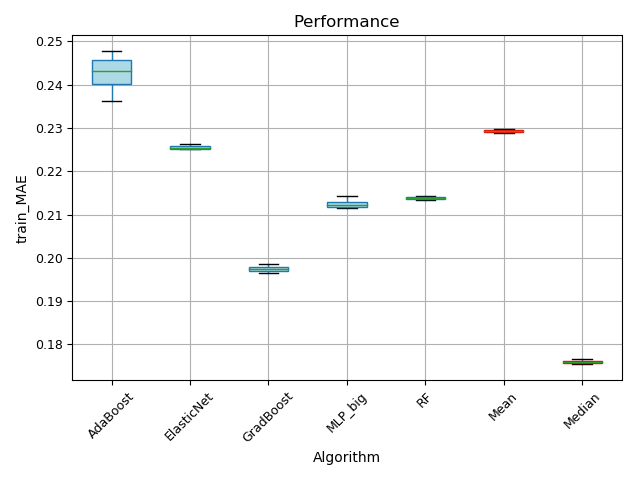 Performance
0.25
0.24
0.23
0.22
0.21
0.20
0.19
0.18
train_MAE
AdaBoost
ElasticNet
GradBoost
MLP_big
RF
Mean
Median
Algorithm